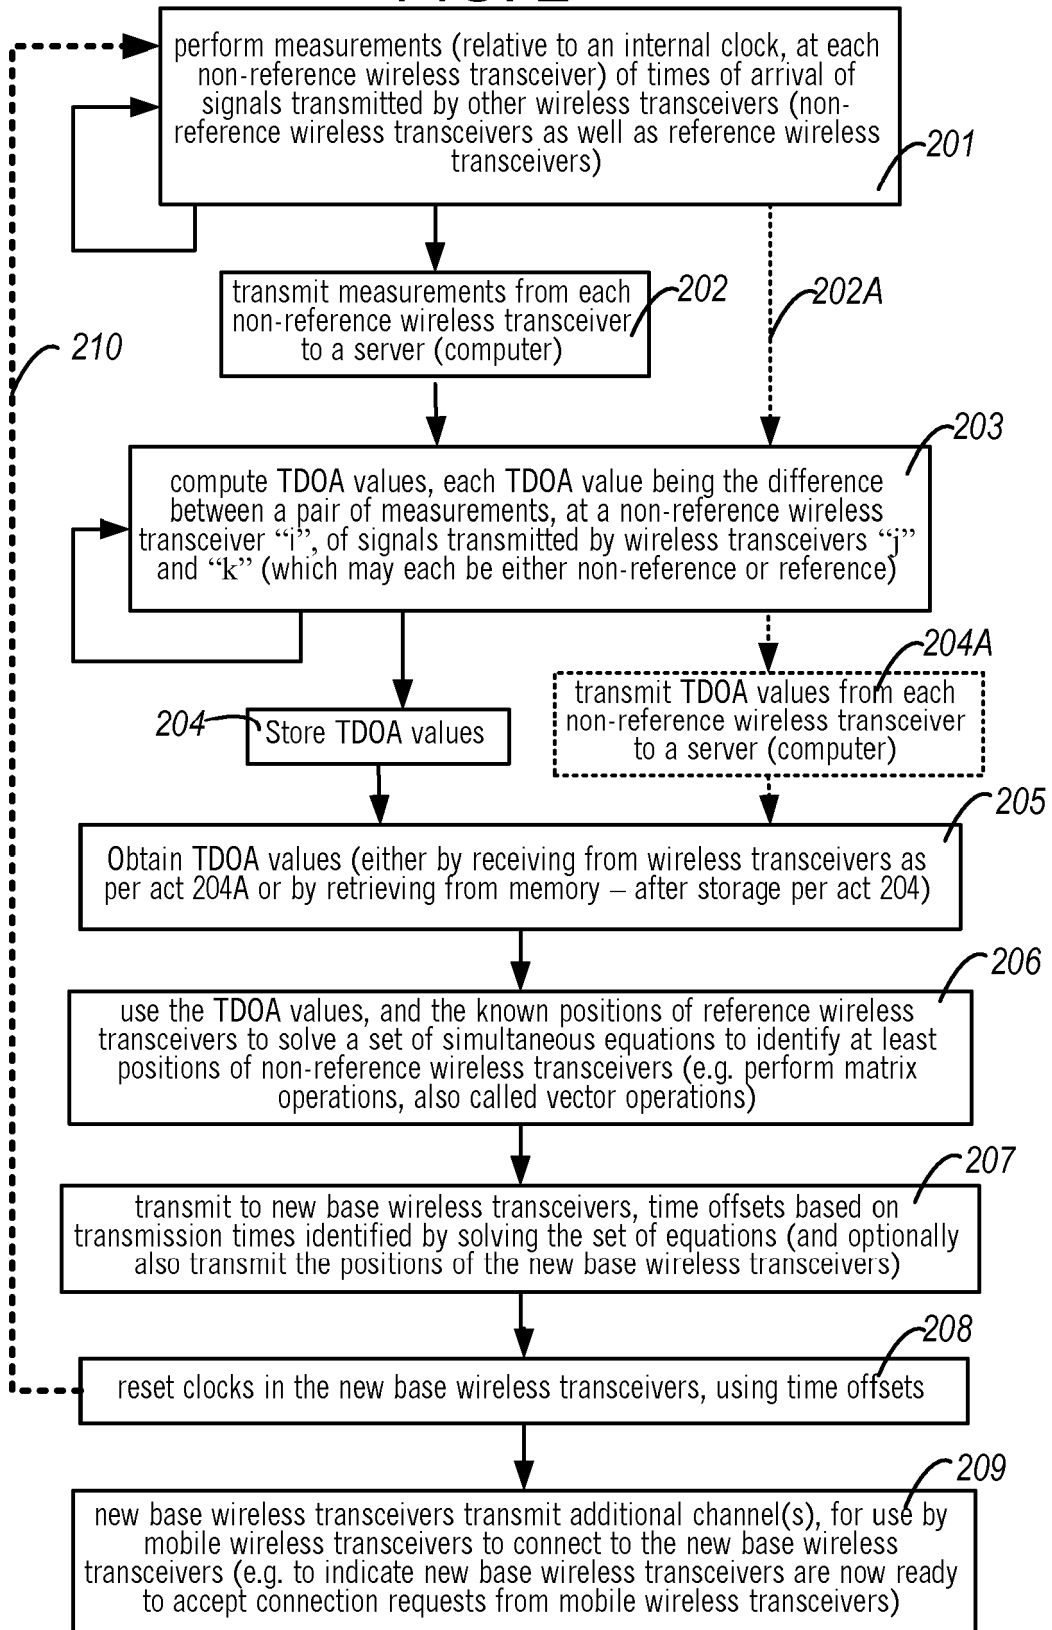 perform measurements (relative to an internal clock, at each
non-reference wireless transceiver) of times of arrival of
signals transmitted by other wireless transceivers (non-
reference wireless transceivers as well as reference wireless
transceivers)
201
transmit measurements from each
non-reference wireless transceiver
to a server (computer)
202
202A
210
203
compute TDOA values, each TDOA value being the difference
between a pair of measurements, at a non-reference wireless
transceiver “i”, of signals transmitted by wireless transceivers “j”
and “k” (which may each be either non-reference or reference)
204A
204
Store TDOA values
transmit TDOA values from each
non-reference wireless transceiver
to a server (computer)
205
Obtain TDOA values (either by receiving from wireless transceivers as
per act 204A or by retrieving from memory – after storage per act 204)
206
use the TDOA values, and the known positions of reference wireless
transceivers to solve a set of simultaneous equations to identify at least
positions of non-reference wireless transceivers (e.g. perform matrix
operations, also called vector operations)
207
transmit to new base wireless transceivers, time offsets based on
transmission times identified by solving the set of equations (and optionally
also transmit the positions of the new base wireless transceivers)
208
reset clocks in the new base wireless transceivers, using time offsets
209
new base wireless transceivers transmit additional channel(s), for use by
mobile wireless transceivers to connect to the new base wireless
transceivers (e.g. to indicate new base wireless transceivers are now ready
to accept connection requests from mobile wireless transceivers)